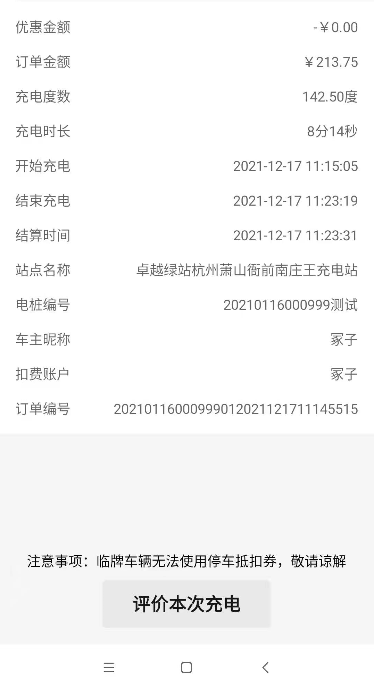 优惠金额 -￥0.00
订单金额 ￥213.75
充电度数 142.50度
充电时长 8分14秒
开始充电 2021-12-17 11:15:05
结束充电 2021-12-17 11:23:19
结算时间 2021-12-17 11:23:31
站点名称 卓越绿站杭州萧山衙前南庄王充电站
电桩编号 20210116000999测试
车主昵称 冢子
扣费账户 冢子
订单编号 20210116000999012021121711145515
注意事项：临牌车辆无法使用停车抵扣券，敬请谅解
评价本次充电